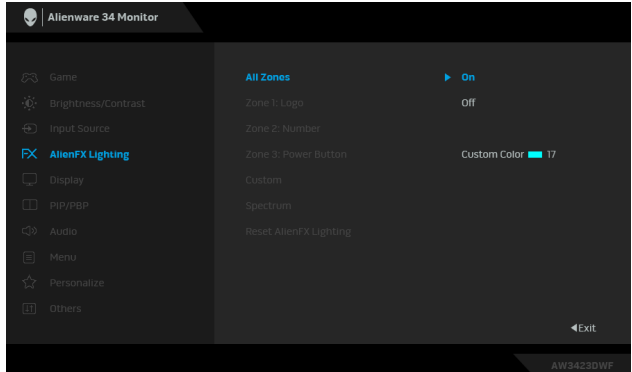 Alienware 34 Monitor
Game
Brightness/Contrast
Input Source
FX AlienFX Lighting
Display
PIP/PBP
Audio
Menu
Personalize
Others
All Zones
Zone 1: Logo
Zone 2: Number
Zone 3: Power Button
Custom
Spectrum
Reset AlienFX Lighting
On
Off
Custom Color 17
Exit
AW3423DWF